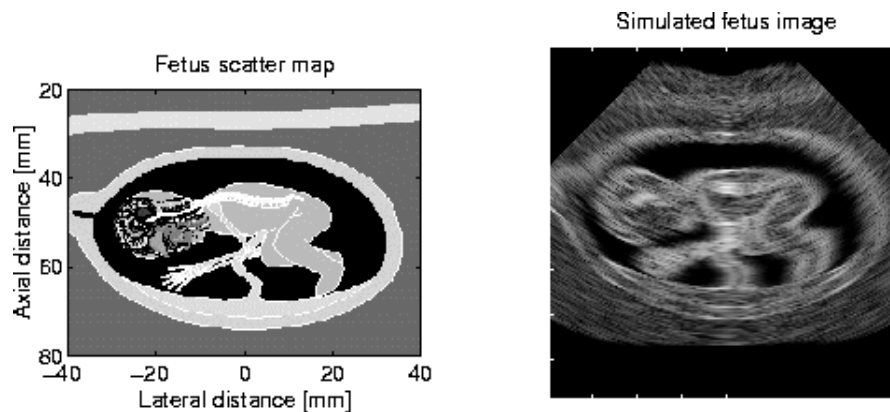 Fetus scatter map
20
40
60
80
Axial distance [mm]
−40 −20 0 20 40
Lateral distance [mm]
Simulated fetus image